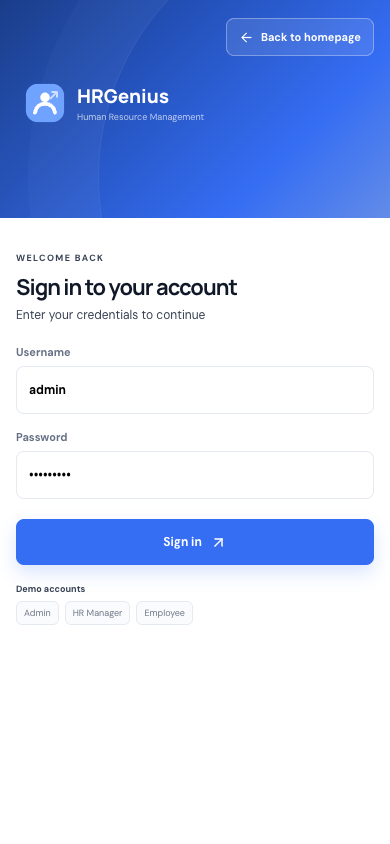 Back to homepage
HRGenius
Human Resource Management
WELCOME BACK
Sign in to your account
Enter your credentials to continue
Username
admin
Password
•••••••••
Sign in
Demo accounts
Admin HR Manager Employee